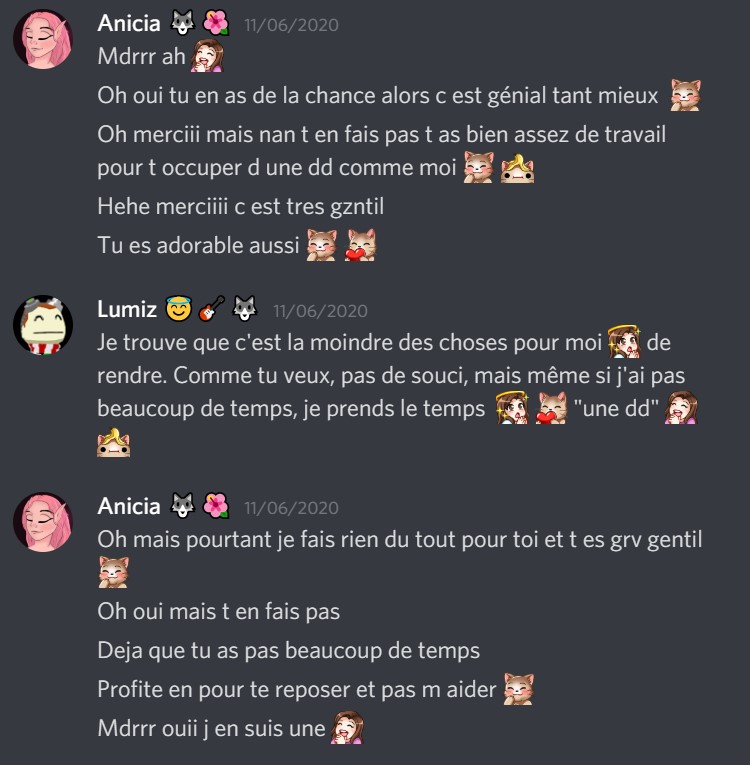 Anicia 🐺 🌺 11/06/2020
Mdrrr ah
Oh oui tu en as de la chance alors c est génial tant mieux
Oh merciii mais nan t en fais pas t as bien assez de travail
pour t occuper d une dd comme moi
Hehe merciiii c est tres gzntil
Tu es adorable aussi
Lumiz 😇 🎸 🐺 11/06/2020
Je trouve que c'est la moindre des choses pour moi de
rendre. Comme tu veux, pas de souci, mais même si j'ai pas
beaucoup de temps, je prends le temps "une dd"
Anicia 🐺 🌺 11/06/2020
Oh mais pourtant je fais rien du tout pour toi et t es grv gentil
Oh oui mais t en fais pas
Deja que tu as pas beaucoup de temps
Profite en pour te reposer et pas m aider
Mdrrr ouii j en suis une